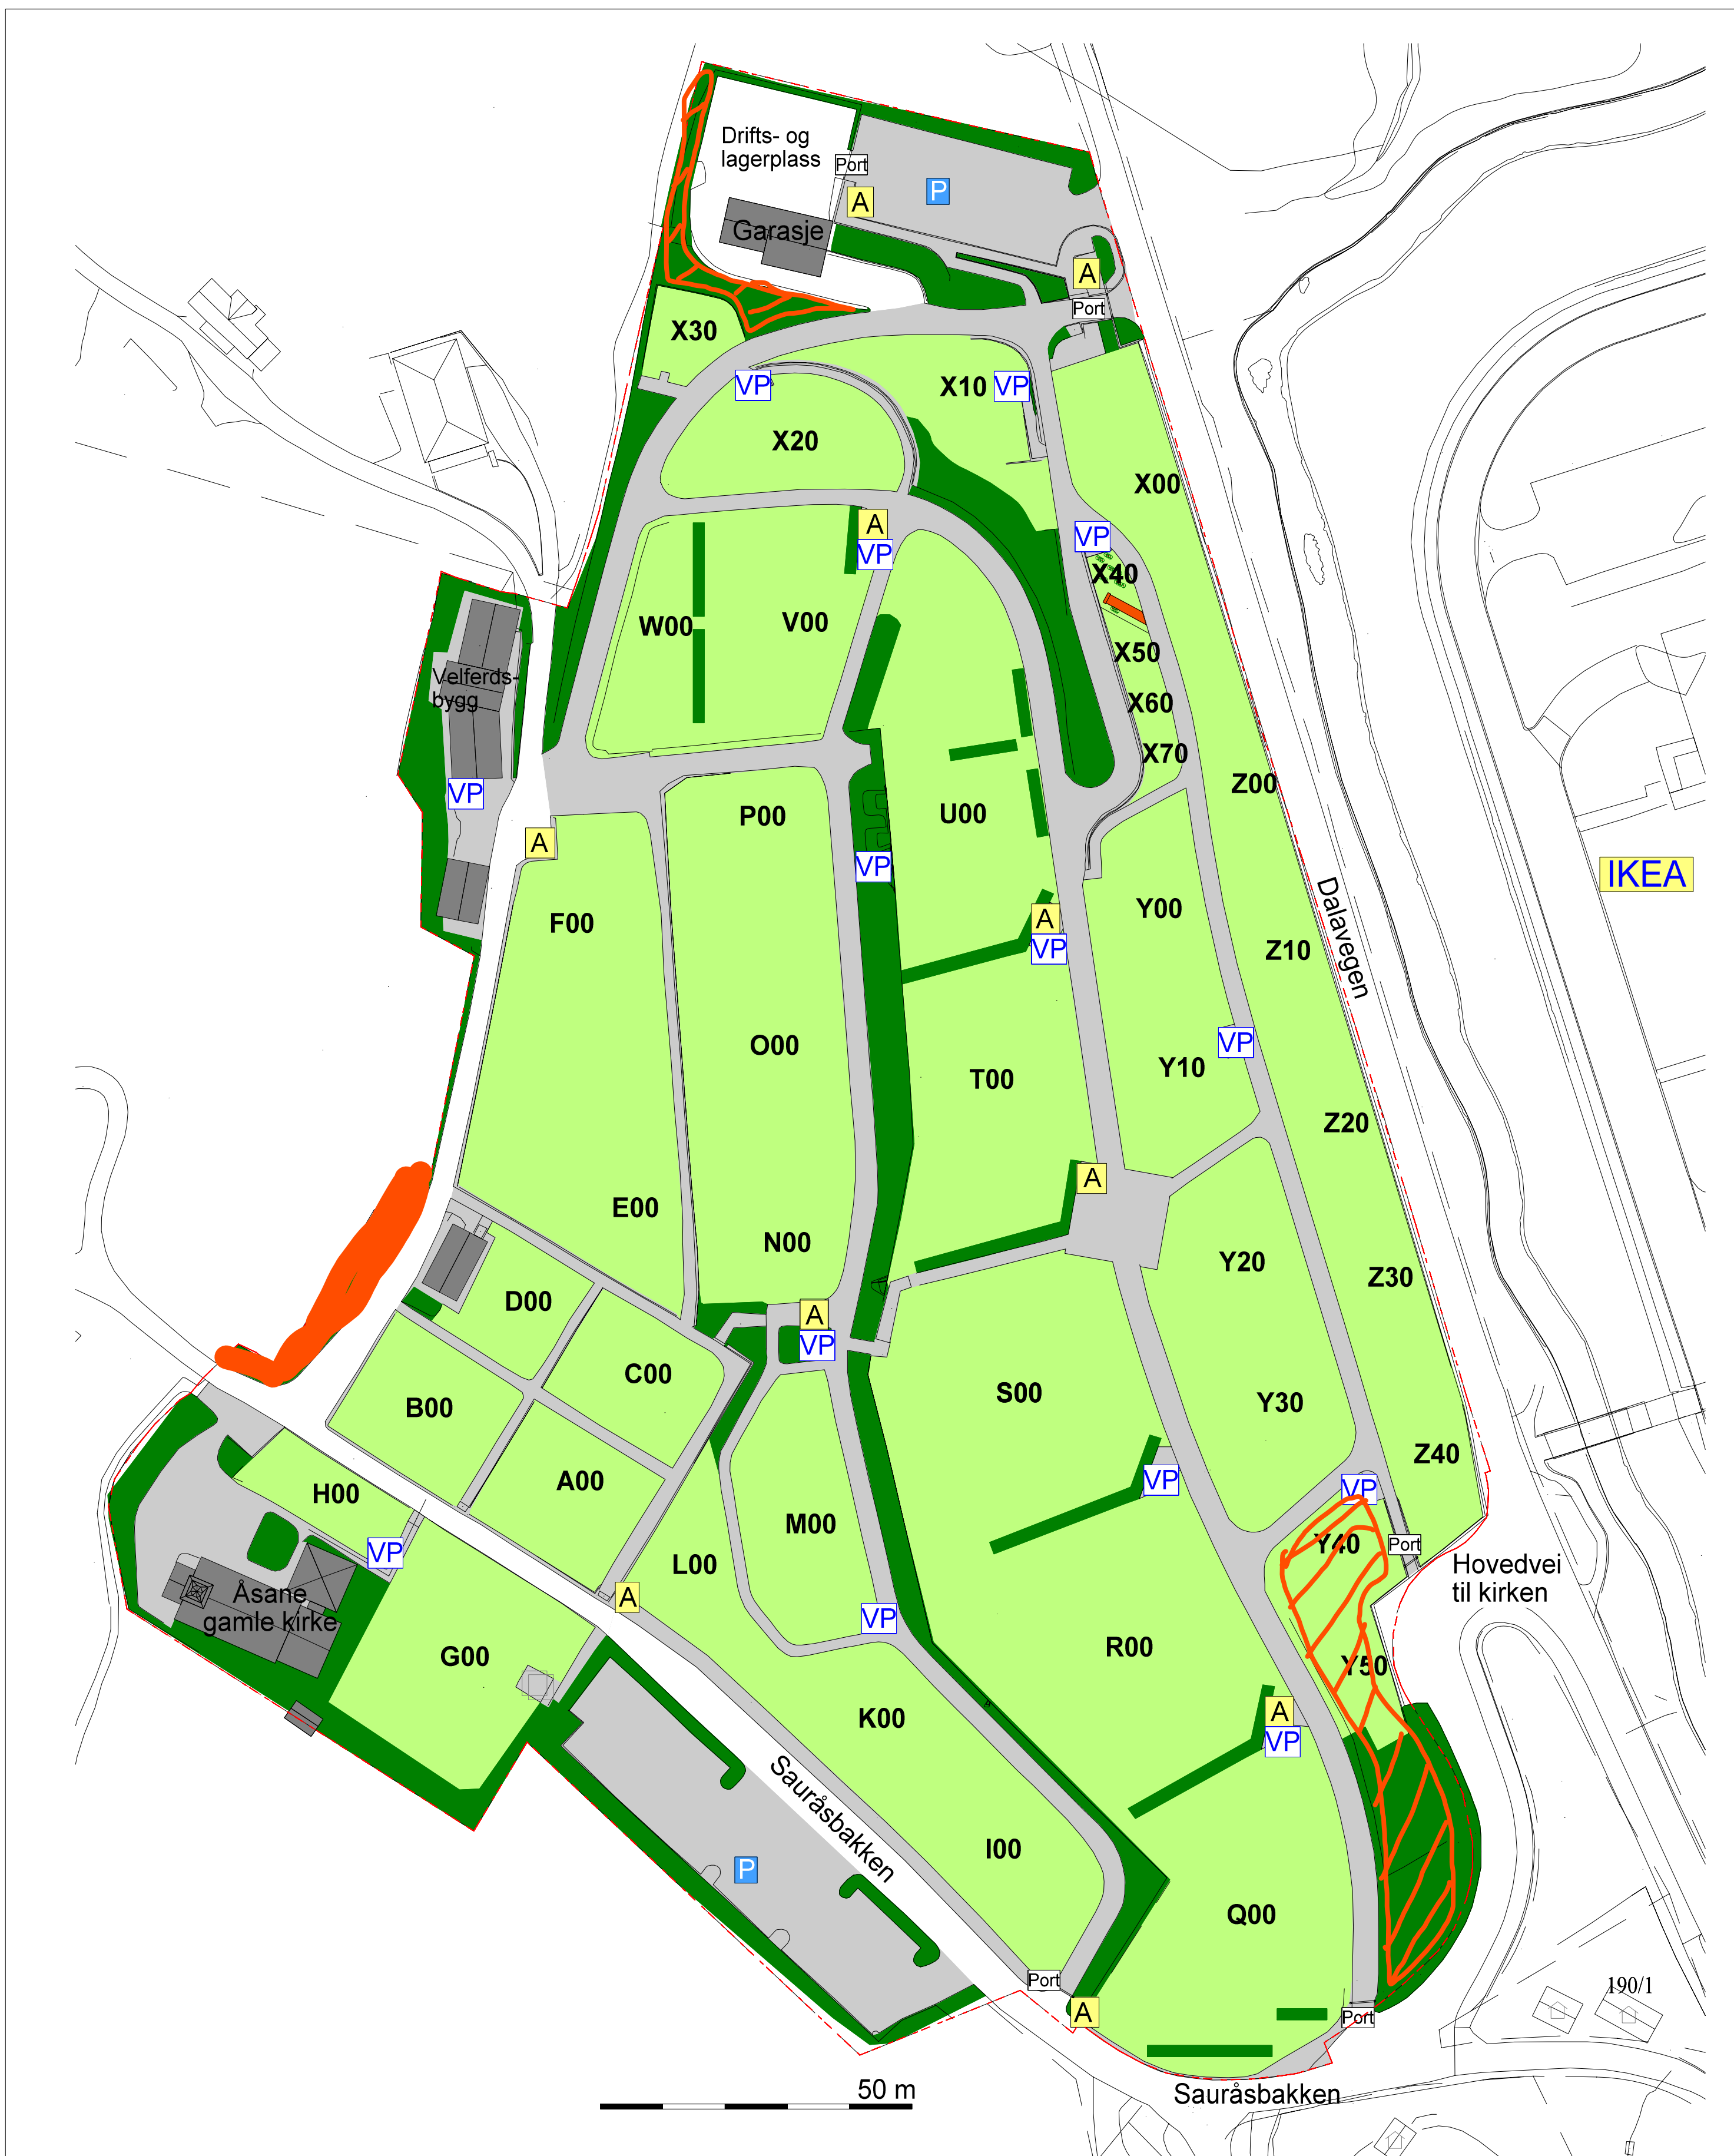 Drifts- og
lagerplass
Port
A
P
Garasje
A
Port
X30
VP
X10
VP
X20
X00
A
VP
VP
X40
W00
V00
X50
Velferds-
bygg
X60
X70
Z00
VP
P00
U00
A
VP
IKEA
F00
Y00
A
VP
Z10
Dalavegen
VP
O00
Y10
T00
Z20
A
E00
N00
Y20
Z30
D00
A
VP
C00
S00
B00
Y30
Z40
A00
VP
VP
H00
M00
Y40
Port
VP
L00
Hovedvei
til kirken
Åsane
gamle kirke
A
VP
R00
G00
Y50
K00
A
VP
Sauråsbakken
I00
P
Q00
Port
190/1
A
Port
50 m
Sauråsbakken